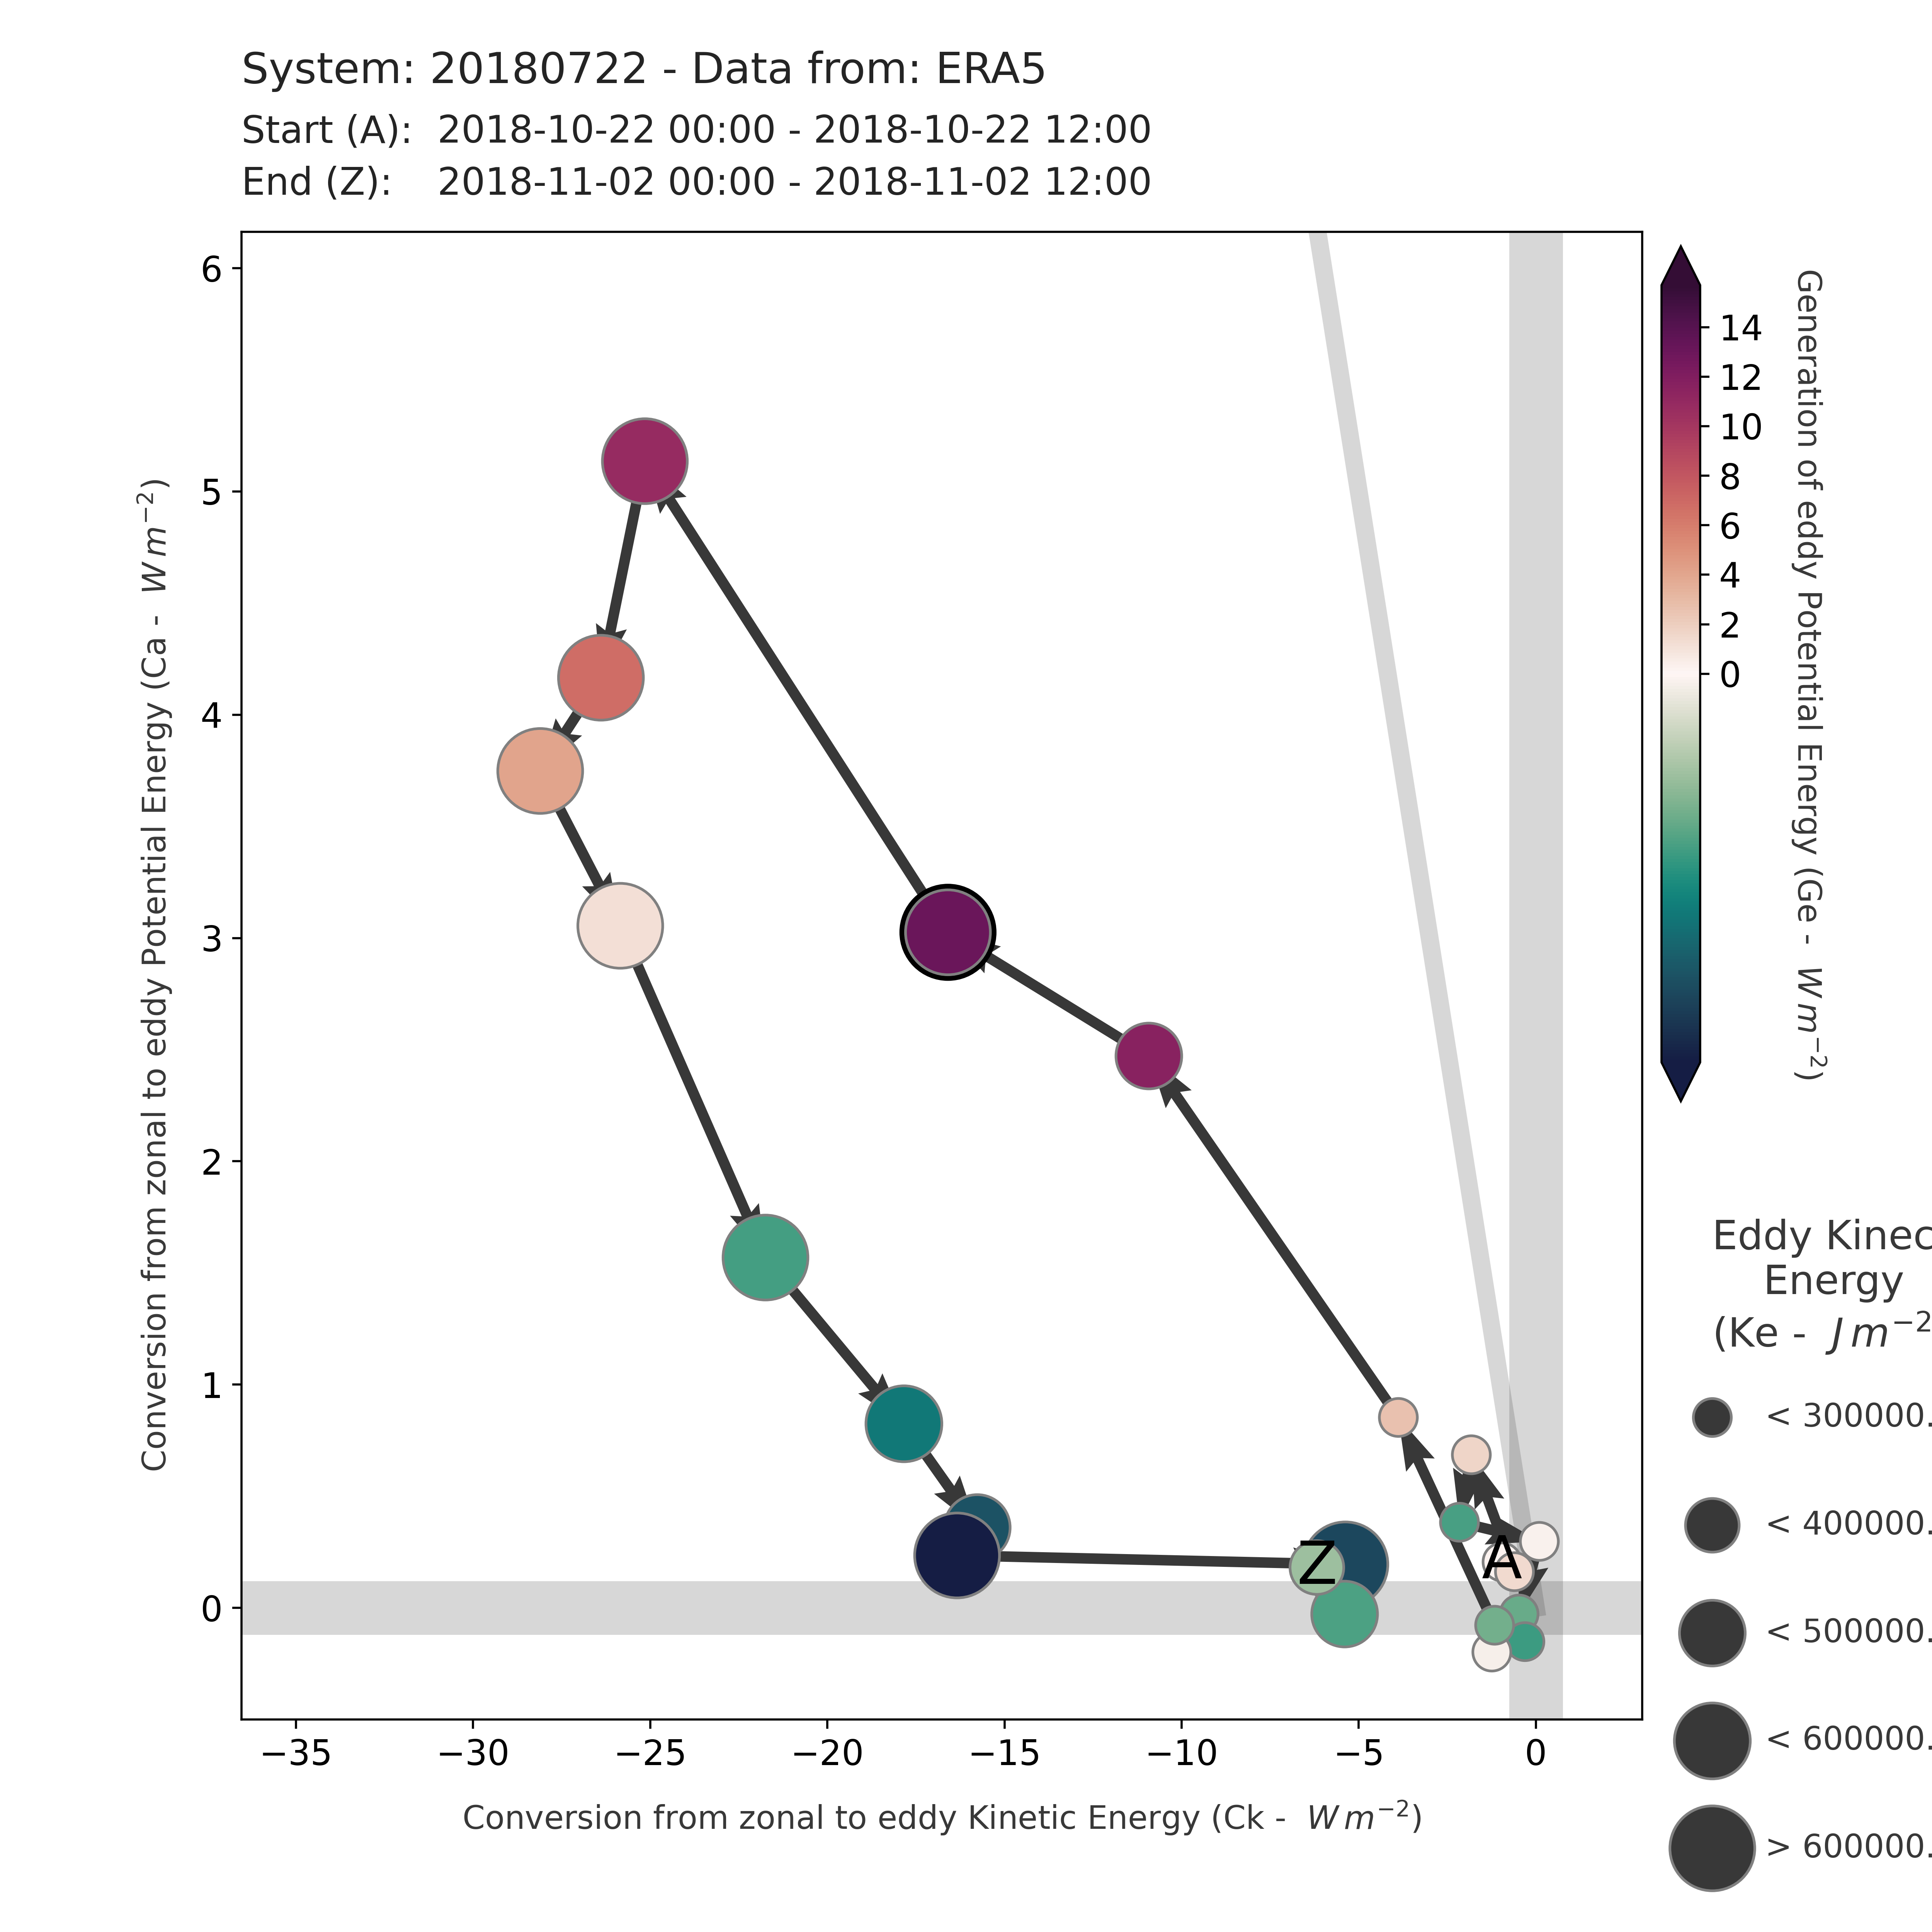 System: 20180722 - Data from: ERA5
Start (A): 2018-10-22 00:00 - 2018-10-22 12:00
End (Z): 2018-11-02 00:00 - 2018-11-02 12:00
6
5
4
3
2
1
0
Conversion from zonal to eddy Potential Energy (Ca - W m⁻²)
A
Z
−35
−30
−25
−20
−15
−10
−5
0
Conversion from zonal to eddy Kinetic Energy (Ck - W m⁻²)
14
12
10
8
6
4
2
0
Generation of eddy Potential Energy (Ge - W m⁻²)
Eddy Kinec
Energy
(Ke - J m⁻²
< 300000.
< 400000.
< 500000.
< 600000.
> 600000.